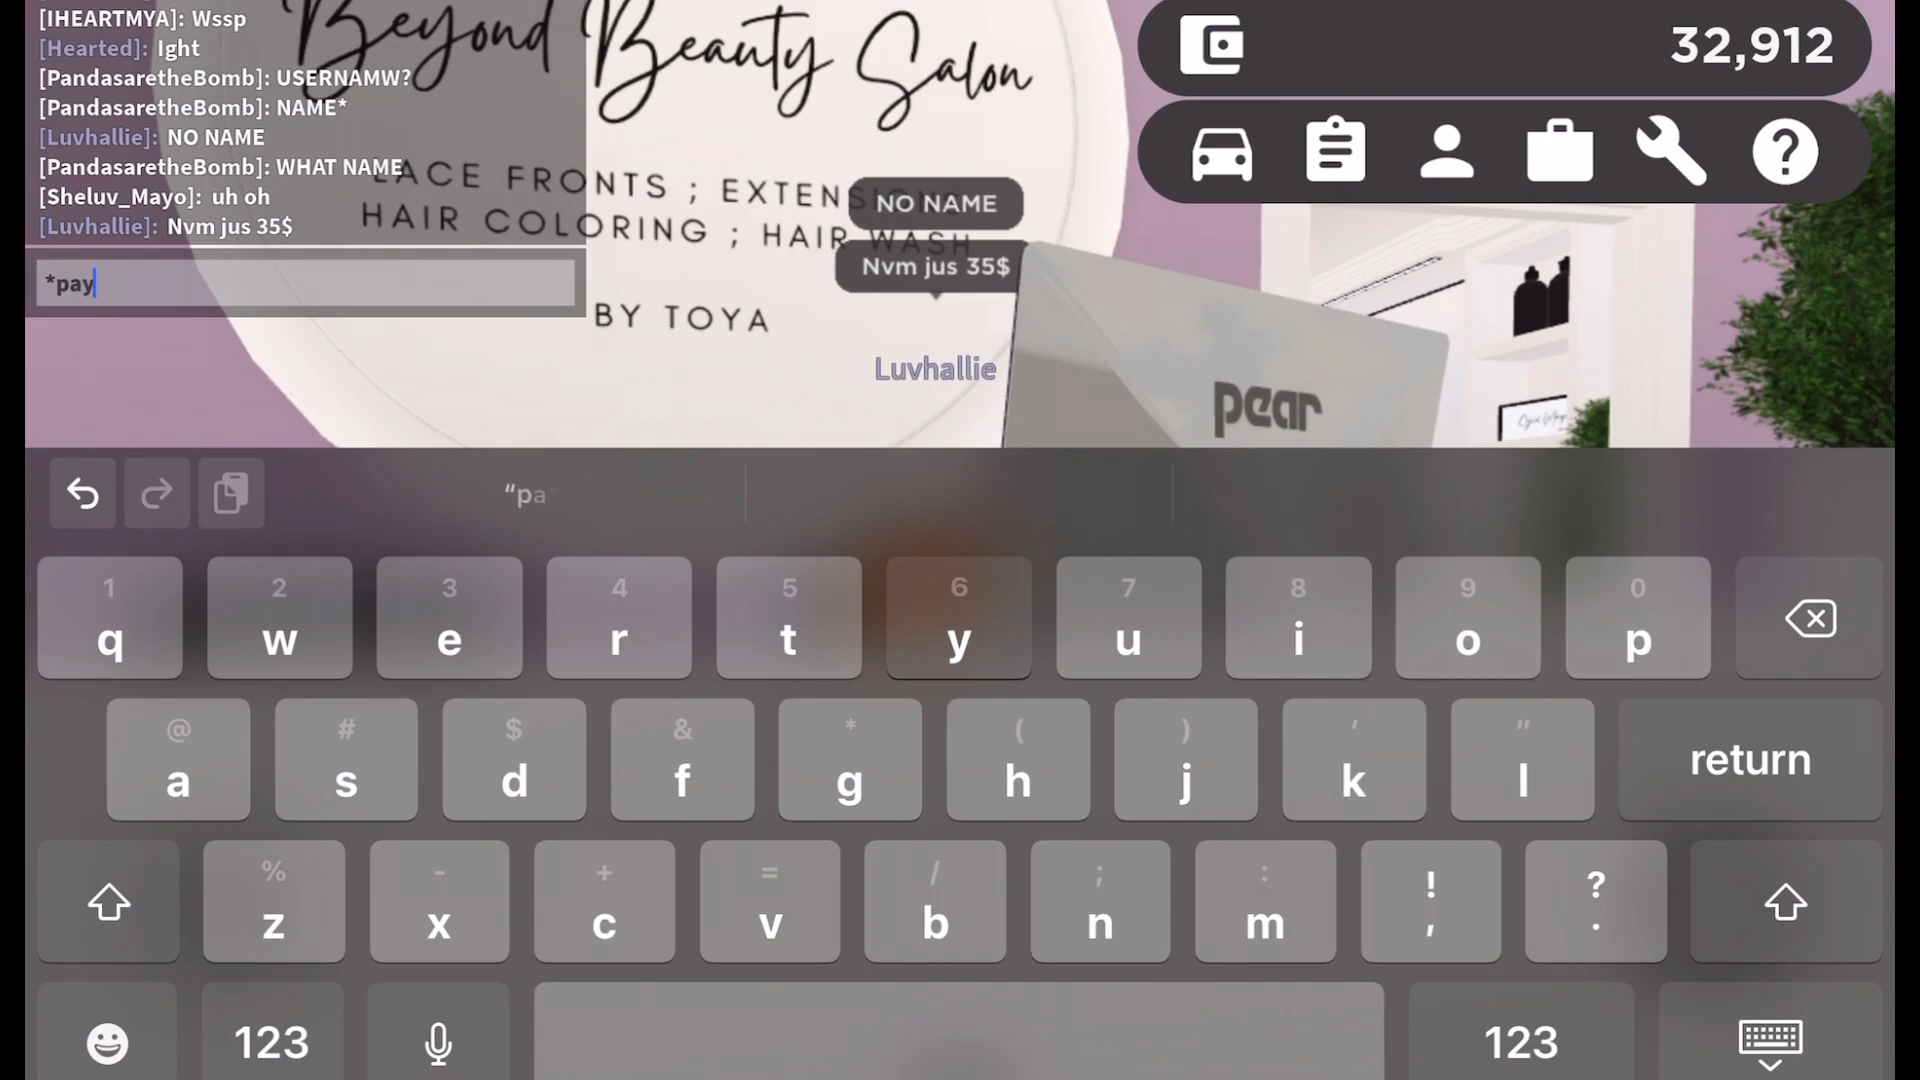 [IHEARTMYA]: Wssp
[Hearted]: Ight
[PandasaretheBomb]: USERNAMW?
[PandasaretheBomb]: NAME*
[Luvhallie]: NO NAME
[PandasaretheBomb]: WHAT NAME
[Sheluv_Mayo]: uh oh
[Luvhallie]: Nvm jus 35$
*pay
Beyond Beauty Salon
LACE FRONTS ; EXTENSIONS
HAIR COLORING ; HAIR WASH
BY TOYA
NO NAME
Nvm jus 35$
Luvhallie
pear
32,912
?
“pa
1 2 3 4 5 6 7 8 9 0
q w e r t y u i o p
@ # $ & * ( ) ' "
a s d f g h j k l return
% - + = / ; : ! ?
z x c v b n m , .
123 123